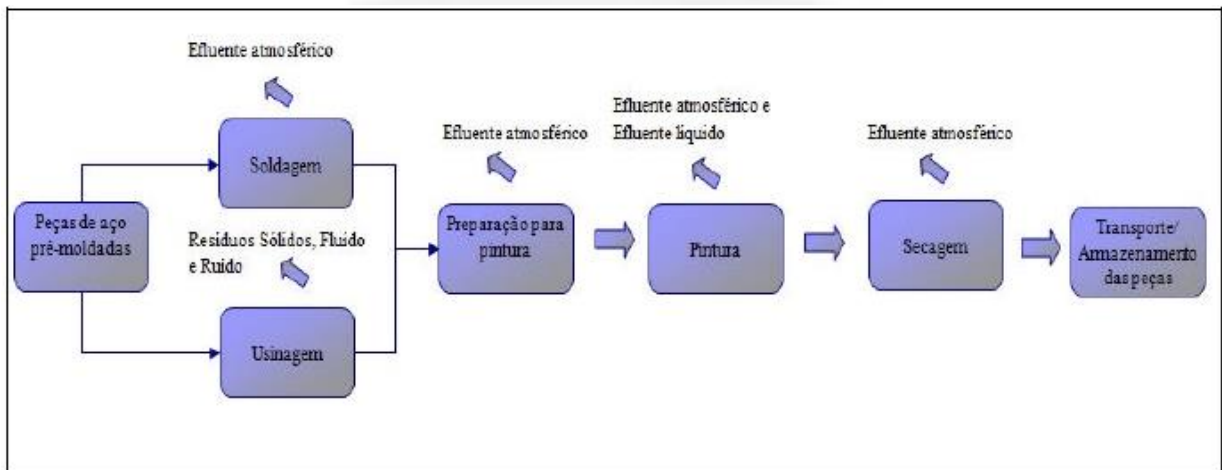 Efluente atmosférico
Soldagem
Peças de aço
pré-moldadas
Resíduos Sólidos, Fluido
e Ruido
Usinagem
Efluente atmosférico
Preparação para
pintura
Efluente atmosférico e
Efluente líquido
Pintura
Efluente atmosférico
Secagem
Transporte/
Armazenamento
das peças